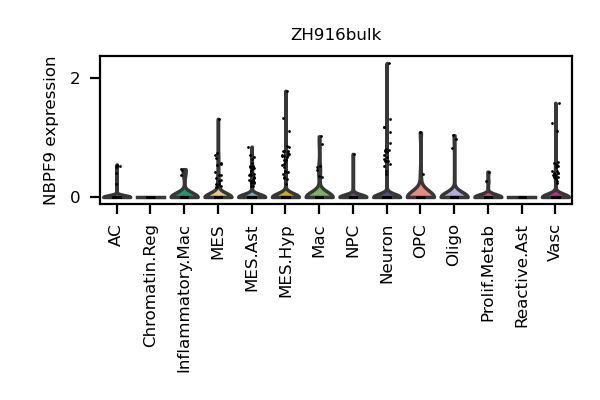 ZH916bulk
NBPF9 expression
2
0
AC
Chromatin.Reg
Inflammatory.Mac
MES
MES.Ast
MES.Hyp
Mac
NPC
Neuron
OPC
Oligo
Prolif.Metab
Reactive.Ast
Vasc